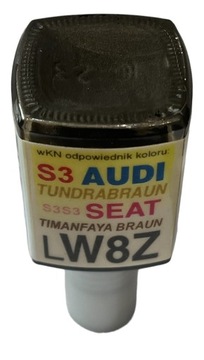 wKN odpowiednik koloru:
S3 AUDI
TUNDRABRAUN
S3S3 SEAT
TIMANFAYA BRAUN
LW8Z